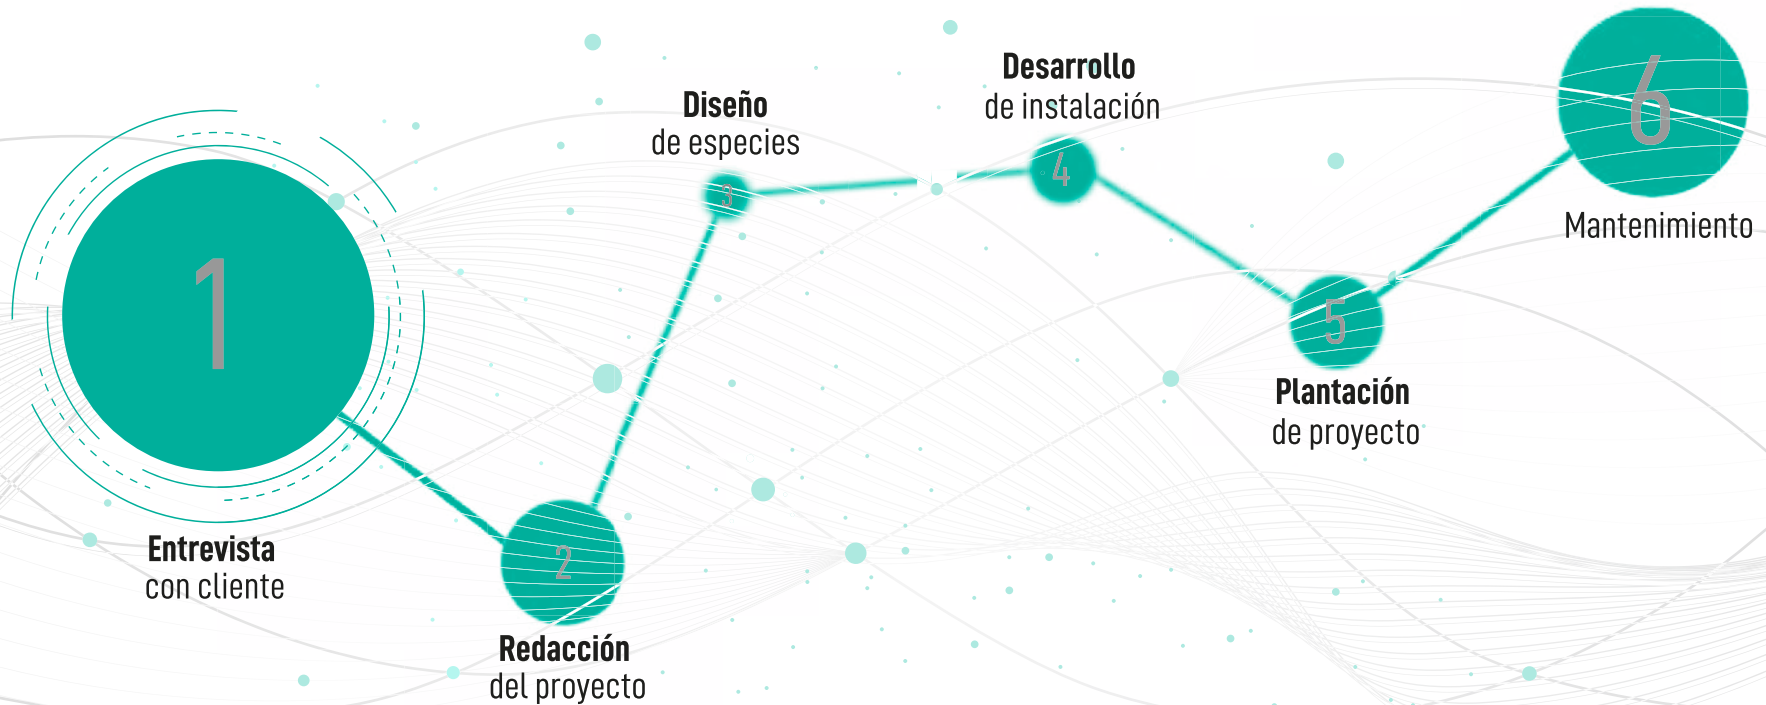 1
Entrevista
con cliente
2
Redacción
del proyecto
3
Diseño
de especies
4
Desarrollo
de instalación
5
Plantación
de proyecto
6
Mantenimiento